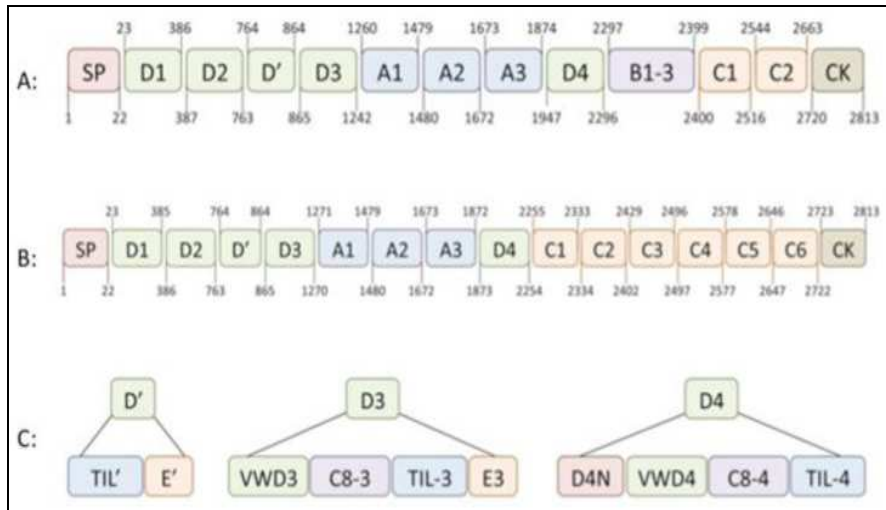 23 386 764 864 1260 1479 1673 1874 2297 2399 2544 2663
A: SP D1 D2 D′ D3 A1 A2 A3 D4 B1-3 C1 C2 CK
1 22 387 763 865 1242 1480 1672 1947 2296 2400 2516 2720 2813
23 385 764 864 1271 1479 1673 1872 2255 2333 2429 2496 2578 2646 2723 2813
B: SP D1 D2 D′ D3 A1 A2 A3 D4 C1 C2 C3 C4 C5 C6 CK
1 22 386 763 865 1270 1480 1672 1873 2254 2334 2402 2497 2577 2647 2722
D′ D3 D4
C:
TIL′ E′ VWD3 C8-3 TIL-3 E3 D4N VWD4 C8-4 TIL-4